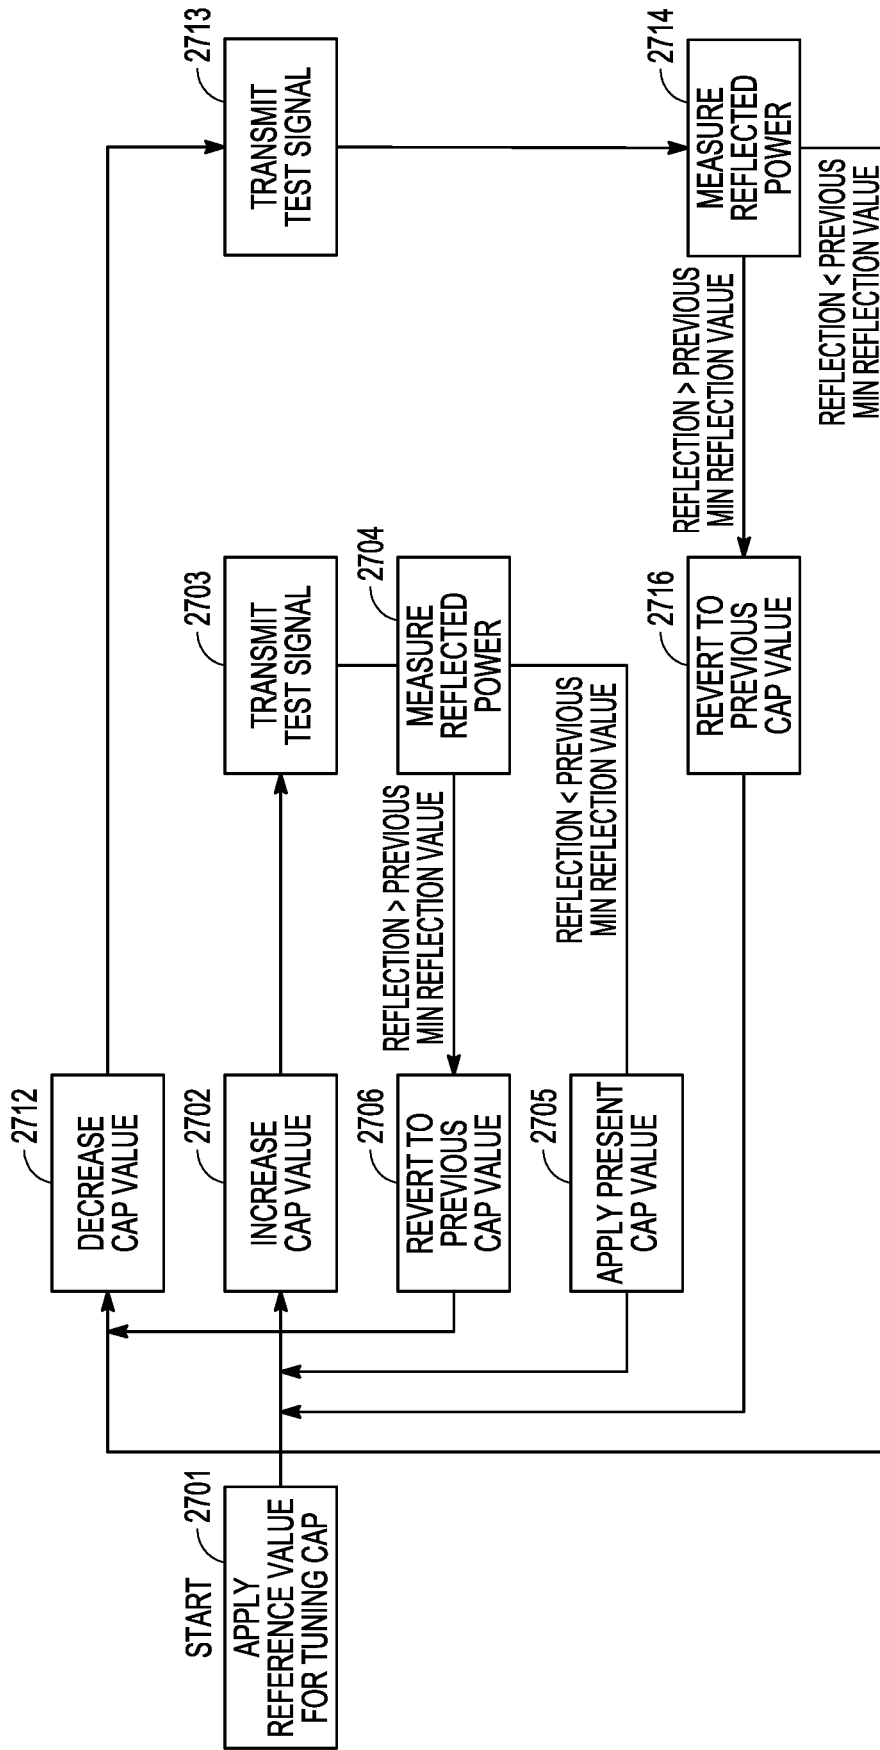 START
2701
APPLY
REFERENCE VALUE
FOR TUNING CAP
2712
DECREASE
CAP VALUE
2702
INCREASE
CAP VALUE
2706
REVERT TO
PREVIOUS
CAP VALUE
2705
APPLY PRESENT
CAP VALUE
REFLECTION > PREVIOUS
MIN REFLECTION VALUE
REFLECTION < PREVIOUS
MIN REFLECTION VALUE
2703
TRANSMIT
TEST SIGNAL
2704
MEASURE
REFLECTED
POWER
2716
REVERT TO
PREVIOUS
CAP VALUE
REFLECTION > PREVIOUS
MIN REFLECTION VALUE
2713
TRANSMIT
TEST SIGNAL
2714
MEASURE
REFLECTED
POWER
REFLECTION < PREVIOUS
MIN REFLECTION VALUE